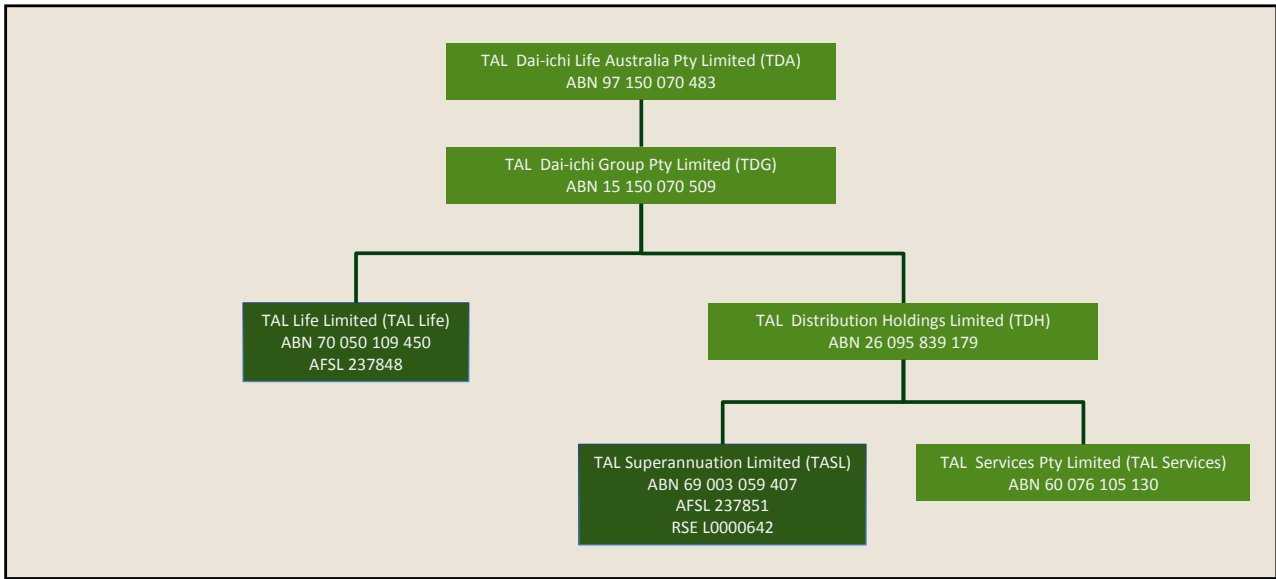 TAL Dai-ichi Life Australia Pty Limited (TDA)
ABN 97 150 070 483
TAL Dai-ichi Group Pty Limited (TDG)
ABN 15 150 070 509
TAL Life Limited (TAL Life)
ABN 70 050 109 450
AFSL 237848
TAL Distribution Holdings Limited (TDH)
ABN 26 095 839 179
TAL Superannuation Limited (TASL)
ABN 69 003 059 407
AFSL 237851
RSE L0000642
TAL Services Pty Limited (TAL Services)
ABN 60 076 105 130